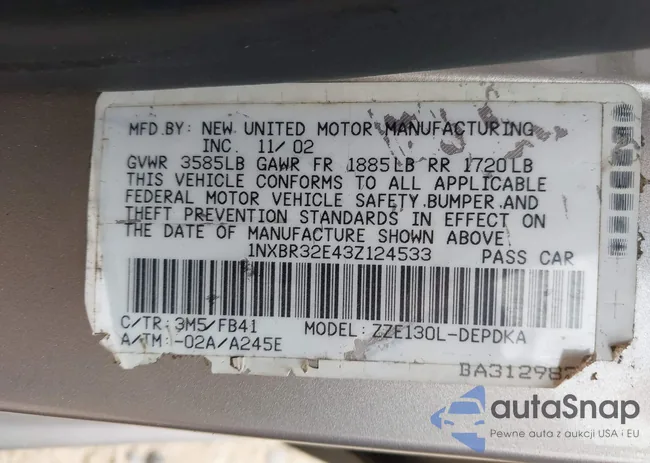 MFD.BY: NEW UNITED MOTOR MANUFACTURING
INC. 11/02
GVWR 3585LB GAWR FR 1885LB RR 1720LB
THIS VEHICLE CONFORMS TO ALL APPLICABLE
FEDERAL MOTOR VEHICLE SAFETY,BUMPER,AND
THEFT PREVENTION STANDARDS IN EFFECT ON
THE DATE OF MANUFACTURE SHOWN ABOVE.
1NXBR32E43Z124533 PASS CAR
C/TR: 3M5/FB41 MODEL: ZZE130L-DEPDKA
A/TM: -02A/A245E
autaSnap
Pewne auta z aukcji USA i EU